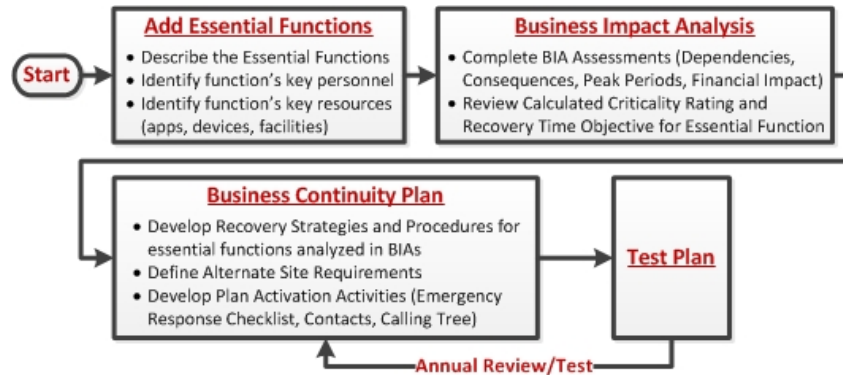 Start
Add Essential Functions
• Describe the Essential Functions
• Identify function's key personnel
• Identify function's key resources
(apps, devices, facilities)
Business Impact Analysis
• Complete BIA Assessments (Dependencies,
Consequences, Peak Periods, Financial Impact)
• Review Calculated Criticality Rating and
Recovery Time Objective for Essential Function
Business Continuity Plan
• Develop Recovery Strategies and Procedures for
essential functions analyzed in BIAs
• Define Alternate Site Requirements
• Develop Plan Activation Activities (Emergency
Response Checklist, Contacts, Calling Tree)
Test Plan
Annual Review/Test